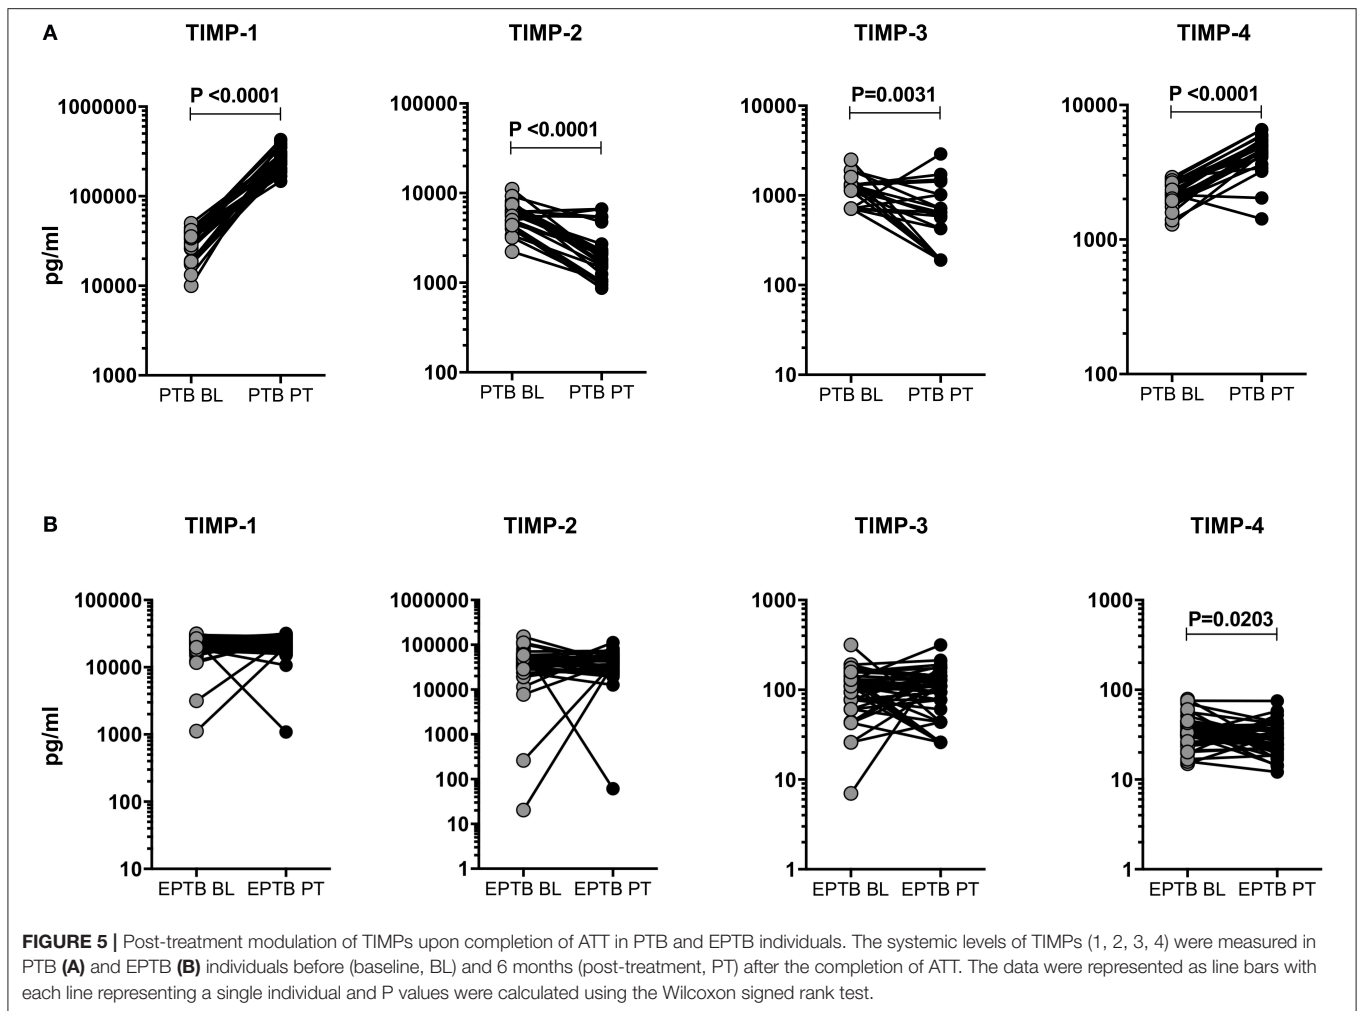 A
TIMP-1
TIMP-2
TIMP-3
TIMP-4
P <0.0001
P <0.0001
P=0.0031
P <0.0001
pg/ml
1000000
100000
10000
1000
PTB BL PTB PT
100000
10000
1000
100
PTB BL PTB PT
10000
1000
100
10
PTB BL PTB PT
10000
1000
100
PTB BL PTB PT
B
TIMP-1
TIMP-2
TIMP-3
TIMP-4
P=0.0203
pg/ml
100000
10000
1000
100
10
EPTB BL EPTB PT
1000000
100000
10000
1000
100
10
1
EPTB BL EPTB PT
1000
100
10
1
EPTB BL EPTB PT
1000
100
10
1
EPTB BL EPTB PT
FIGURE 5 | Post-treatment modulation of TIMPs upon completion of ATT in PTB and EPTB individuals. The systemic levels of TIMPs (1, 2, 3, 4) were measured in
PTB (A) and EPTB (B) individuals before (baseline, BL) and 6 months (post-treatment, PT) after the completion of ATT. The data were represented as line bars with
each line representing a single individual and P values were calculated using the Wilcoxon signed rank test.